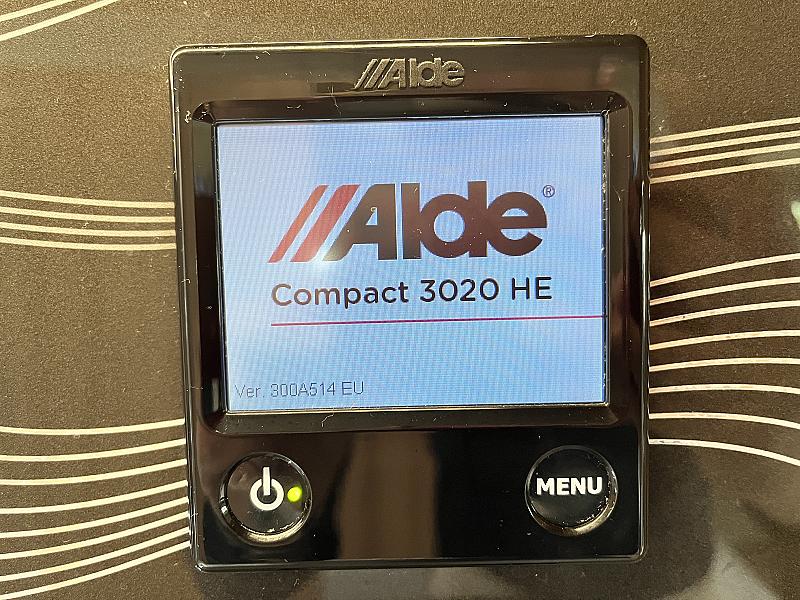 Alde
Alde®
Compact 3020 HE
Ver. 300A514 EU
MENU